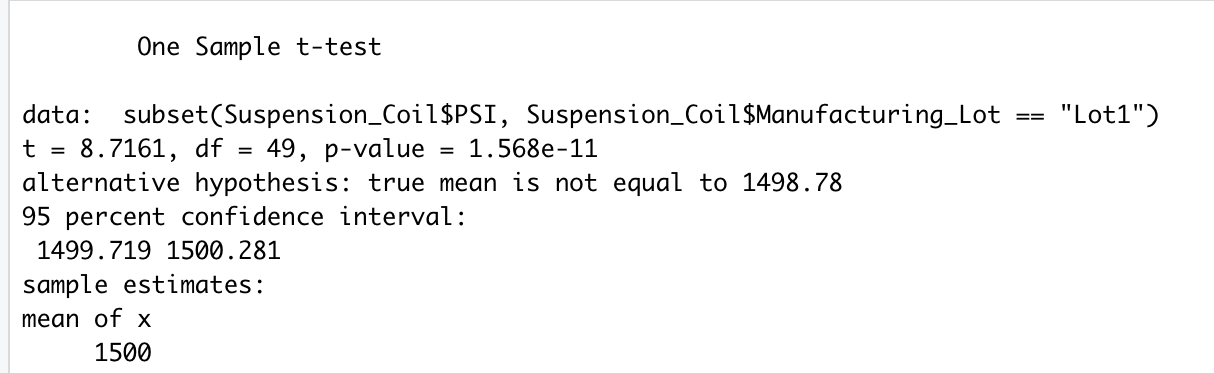 One Sample t-test
data:  subset(Suspension_Coil$PSI, Suspension_Coil$Manufacturing_Lot == "Lot1")
t = 8.7161, df = 49, p-value = 1.568e-11
alternative hypothesis: true mean is not equal to 1498.78
95 percent confidence interval:
 1499.719 1500.281
sample estimates:
mean of x
     1500